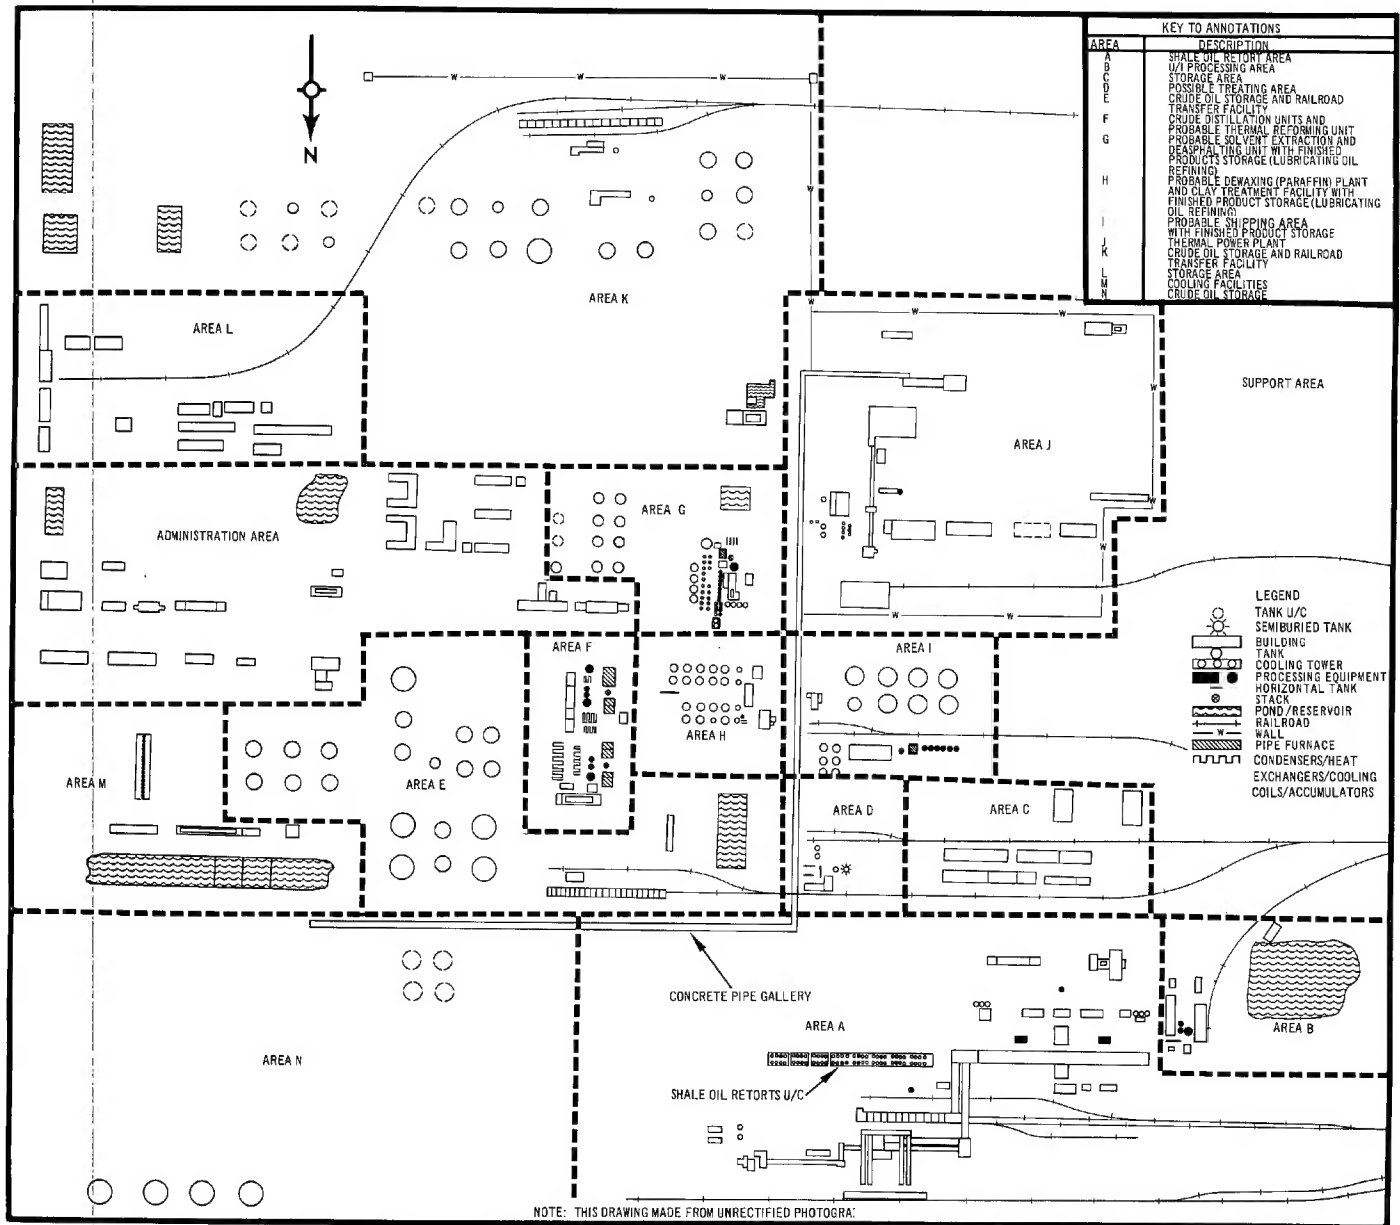 KEY TO ANNOTATIONS
AREA DESCRIPTION
A SHALE OIL RETORT AREA
B U/I PROCESSING AREA
C STORAGE AREA
D POSSIBLE TREATING AREA
E CRUDE OIL STORAGE AND RAILROAD
TRANSFER FACILITY
F CRUDE DISTILLATION UNITS AND
PROBABLE THERMAL REFORMING UNIT
G PROBABLE SOLVENT EXTRACTION AND
DEASPHALTING UNIT WITH FINISHED
PRODUCTS STORAGE (LUBRICATING OIL
REFINING)
H PROBABLE DEWAXING (PARAFFIN) PLANT
AND CLAY TREATMENT FACILITY WITH
FINISHED PRODUCT STORAGE (LUBRICATING
OIL REFINING)
I PROBABLE SHIPPING AREA
WITH FINISHED PRODUCT STORAGE
J THERMAL POWER PLANT
K CRUDE OIL STORAGE AND RAILROAD
TRANSFER FACILITY
L STORAGE AREA
M COOLING FACILITIES
N CRUDE OIL STORAGE
W W W
N
W
W
AREA K
AREA L
W
W W
W
SUPPORT AREA
AREA J
W
AREA G
ADMINISTRATION AREA
W
W W
LEGEND
TANK U/C
SEMIBURIED TANK
BUILDING
TANK
COOLING TOWER
PROCESSING EQUIPMENT
HORIZONTAL TANK
STACK
POND/RESERVOIR
RAILROAD
W WALL
PIPE FURNACE
CONDENSERS/HEAT
EXCHANGERS/COOLING
COILS/ACCUMULATORS
AREA F
AREA I
AREA H
AREA M
AREA E
AREA D
AREA C
CONCRETE PIPE GALLERY
AREA A
AREA B
AREA N
SHALE OIL RETORTS U/C
NOTE: THIS DRAWING MADE FROM UNRECTIFIED PHOTOGRA